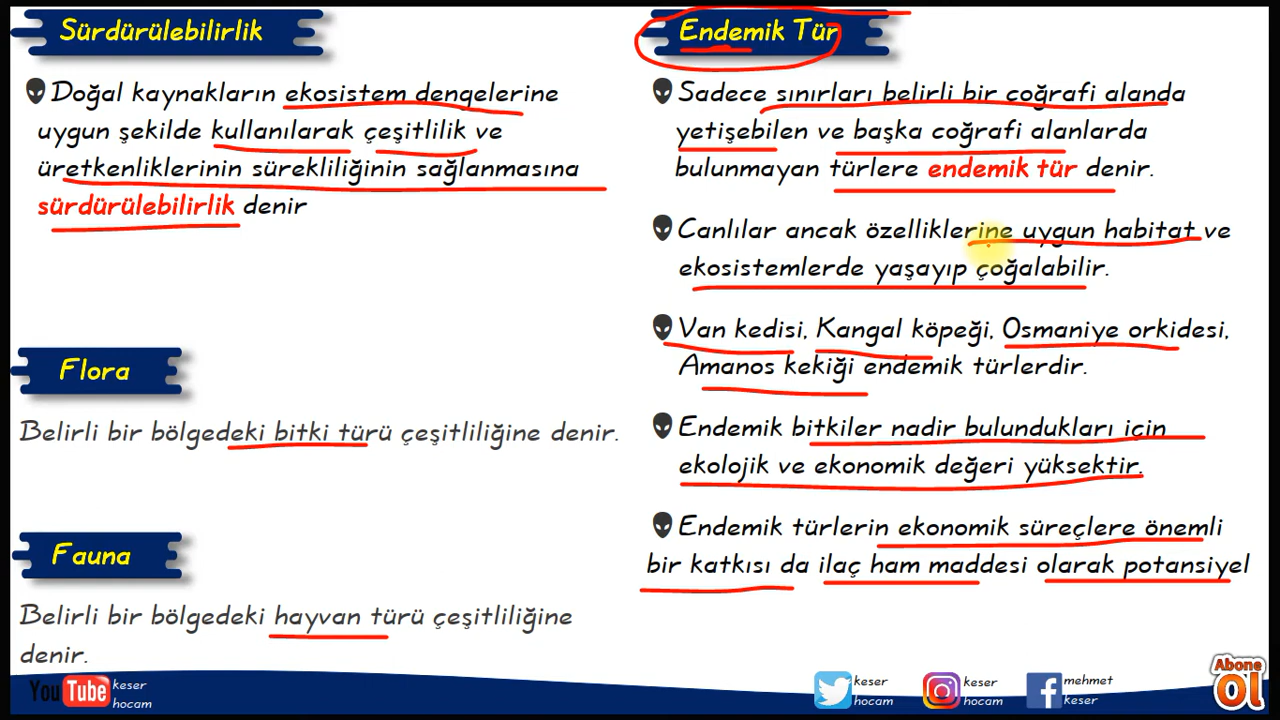 Sürdürülebilirlik
Doğal kaynakların ekosistem dengelerine
uygun şekilde kullanılarak çeşitlilik ve
üretkenliklerinin sürekliliğinin sağlanmasına
sürdürülebilirlik denir
Flora
Belirli bir bölgedeki bitki türü çeşitliliğine denir.
Fauna
Belirli bir bölgedeki hayvan türü çeşitliliğine
denir.
Endemik Tür
Sadece sınırları belirli bir coğrafi alanda
yetişebilen ve başka coğrafi alanlarda
bulunmayan türlere endemik tür denir.
Canlılar ancak özelliklerine uygun habitat ve
ekosistemlerde yaşayıp çoğalabilir.
Van kedisi, Kangal köpeği, Osmaniye orkidesi,
Amanos kekiği endemik türlerdir.
Endemik bitkiler nadir bulundukları için
ekolojik ve ekonomik değeri yüksektir.
Endemik türlerin ekonomik süreçlere önemli
bir katkısı da ilaç ham maddesi olarak potansiyel
YouTube
keser
hocam
keser
hocam
keser
hocam
mehmet
keser
Abone
OL